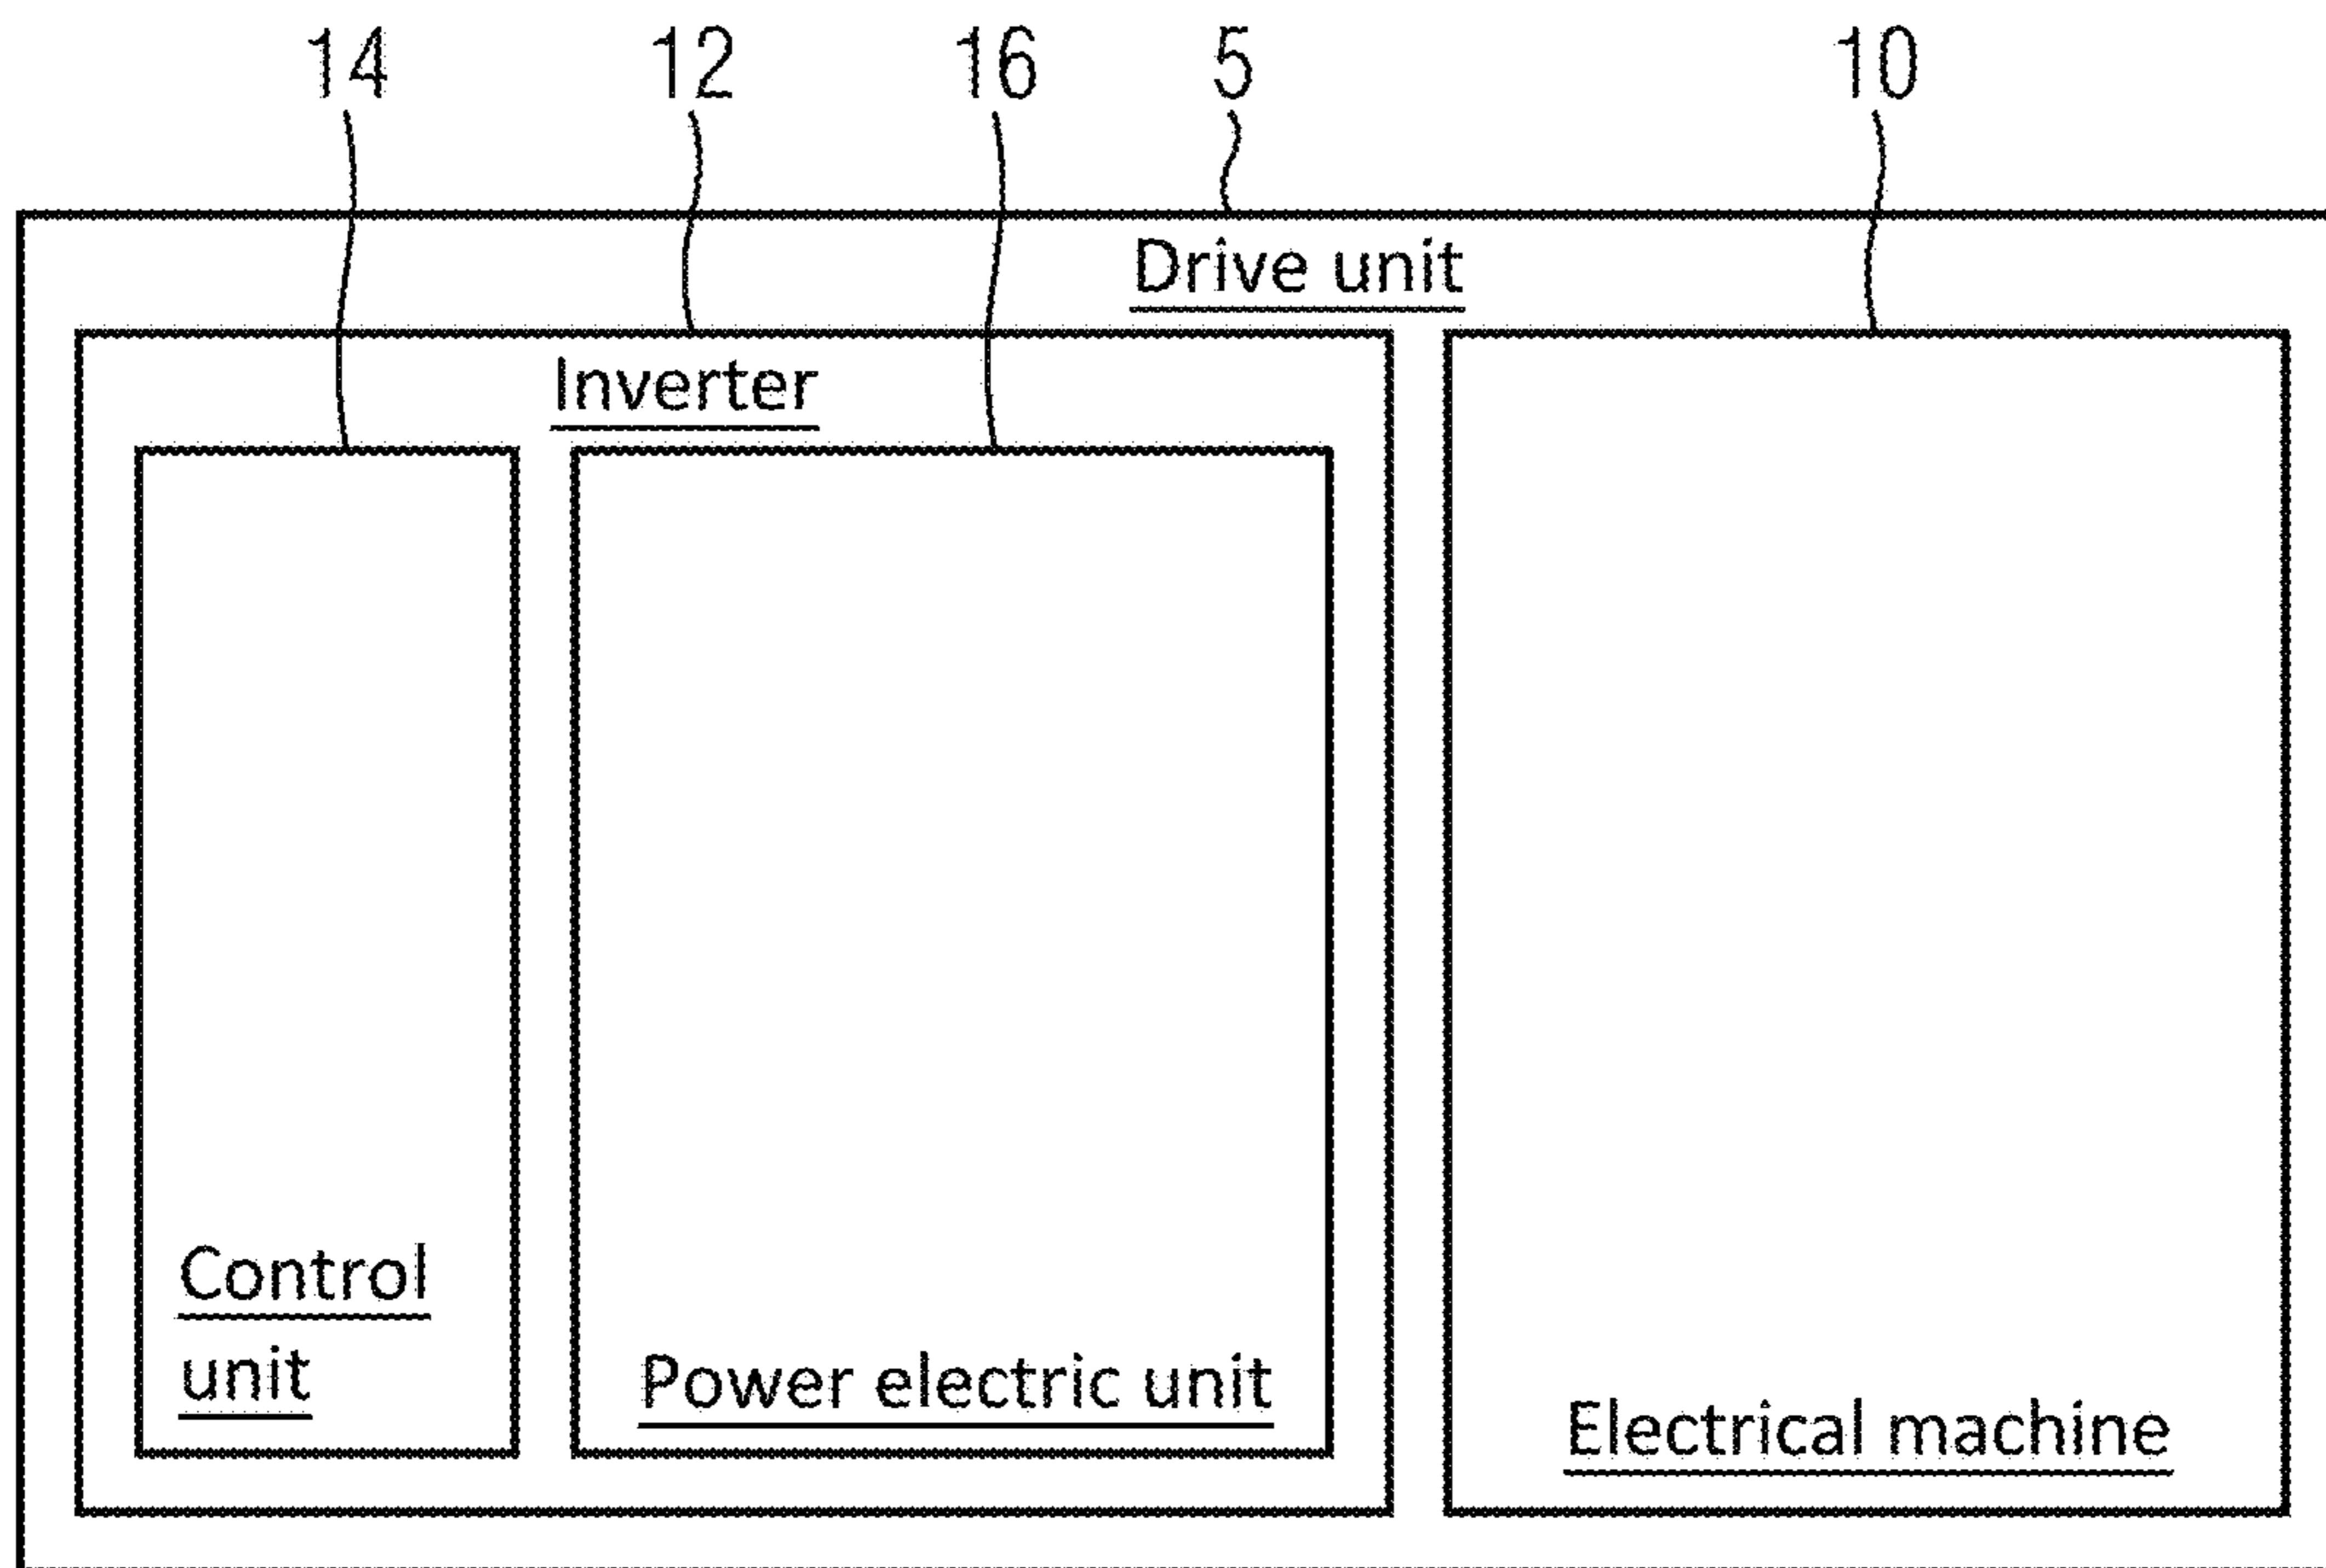 14 12 16 5 10
Drive unit
Inverter
Control
unit
Power electric unit
Electrical machine